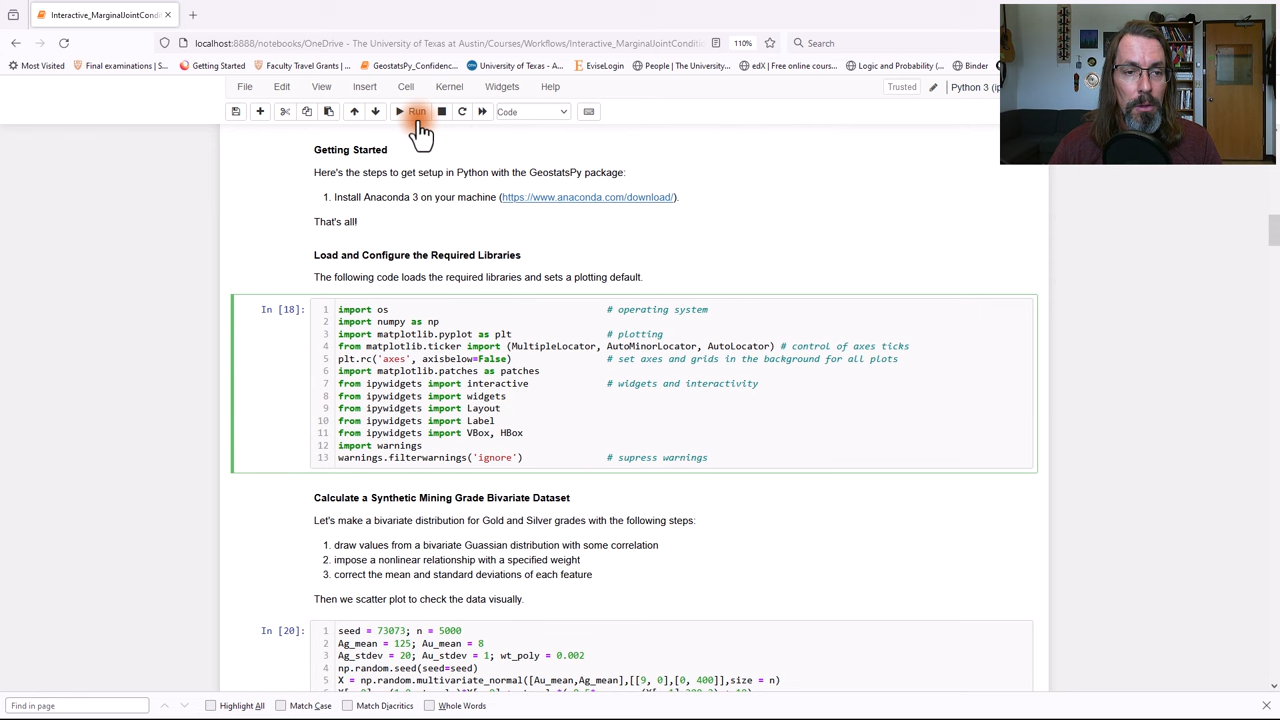 Interactive_MarginalJointCondi
localhost:8888/notebooks/OneDrive - The University of Texas at Austin/Courses/Workflows/Interactive_MarginalJointConditi
110%
Search
Most Visited
Final examinations | S...
Getting Started
Faculty Travel Grants | ...
GeostatsPy_Confidenc...
University of Texas - A...
EviseLogin
People | The University...
edX | Free online cours...
Logic and Probability ...
Binder
File Edit View Insert Cell Kernel Widgets Help
Trusted
Python 3 (ip
Run
Code
Getting Started
Here's the steps to get setup in Python with the GeostatsPy package:
1. Install Anaconda 3 on your machine (https://www.anaconda.com/download/).
That's all!
Load and Configure the Required Libraries
The following code loads the required libraries and sets a plotting default.
In [18]:
1 import os # operating system
2 import numpy as np
3 import matplotlib.pyplot as plt # plotting
4 from matplotlib.ticker import (MultipleLocator, AutoMinorLocator, AutoLocator) # control of axes ticks
5 plt.rc('axes', axisbelow=False) # set axes and grids in the background for all plots
6 import matplotlib.patches as patches
7 from ipywidgets import interactive # widgets and interactivity
8 from ipywidgets import widgets
9 from ipywidgets import Layout
10 from ipywidgets import Label
11 from ipywidgets import VBox, HBox
12 import warnings
13 warnings.filterwarnings('ignore') # supress warnings
Calculate a Synthetic Mining Grade Bivariate Dataset
Let's make a bivariate distribution for Gold and Silver grades with the following steps:
1. draw values from a bivariate Guassian distribution with some correlation
2. impose a nonlinear relationship with a specified weight
3. correct the mean and standard deviations of each feature
Then we scatter plot to check the data visually.
In [20]:
1 seed = 73073; n = 5000
2 Ag_mean = 125; Au_mean = 8
3 Ag_stdev = 20; Au_stdev = 1; wt_poly = 0.002
4 np.random.seed(seed=seed)
5 X = np.random.multivariate_normal([Au_mean,Ag_mean],[[9, 0],[0, 400]],size = n)
Find in page
Highlight All
Match Case
Match Diacritics
Whole Words